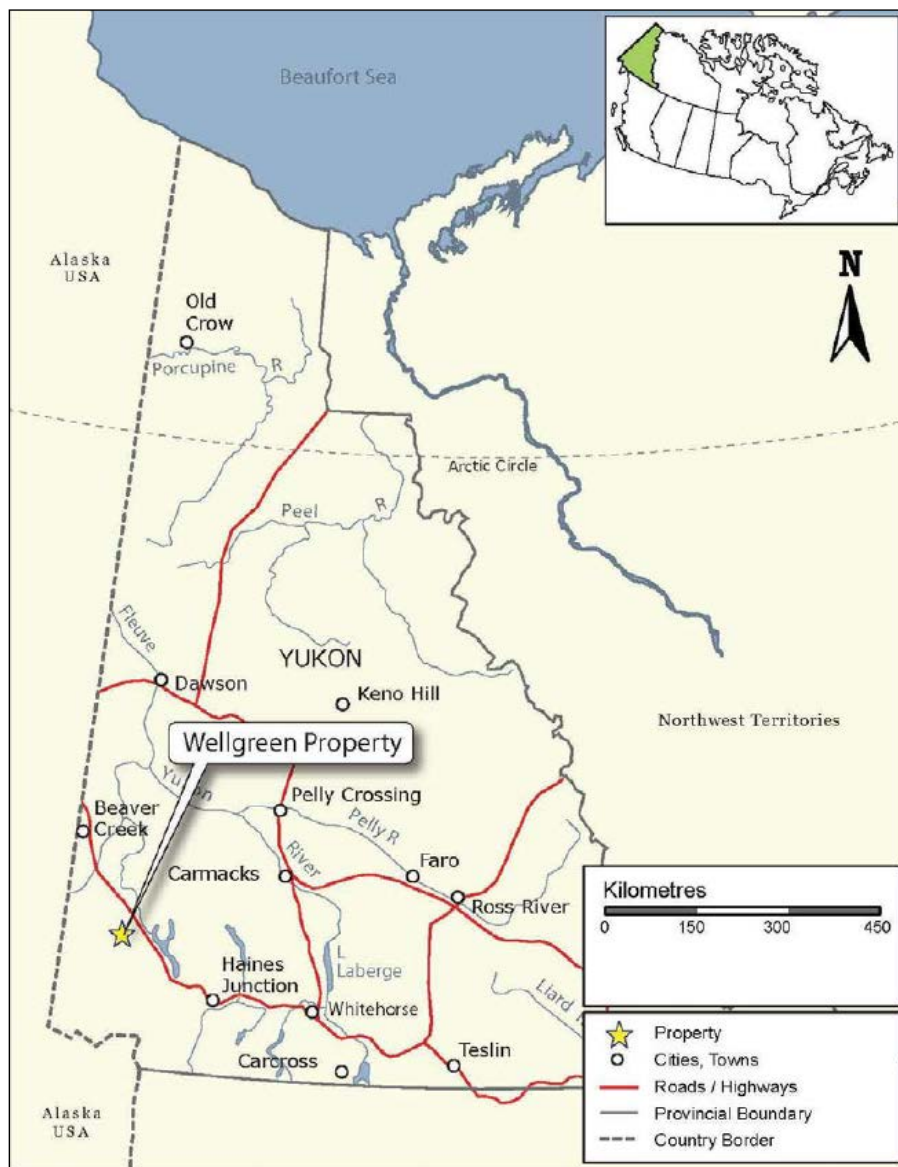 Beaufort Sea
N
Alaska
USA
Old
Crow
Porcupine
R
Arctic Circle
Peel
R
Fleuve
YUKON
Dawson
Keno Hill
Northwest Territories
Wellgreen Property
Yukon
Beaver
Creek
Pelly Crossing
Pelly R
River
Carmacks
Faro
Ross River
Kilometres
0 150 300 450
L
Laberge
Haines
Junction
Whitehorse
Liard
Carcross
Teslin
Alaska
USA
Property
Cities, Towns
Roads / Highways
Provincial Boundary
Country Border